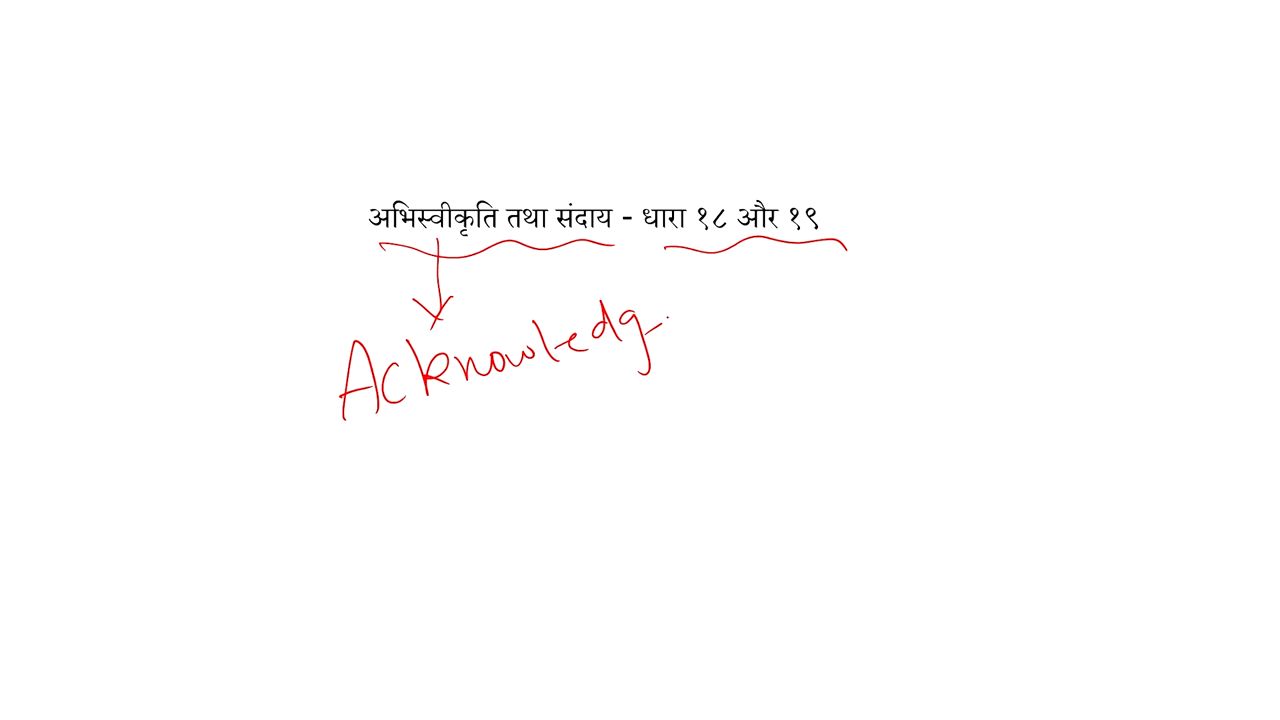 अभिस्वीकृति तथा संदाय - धारा १८ और १९
Acknowledg